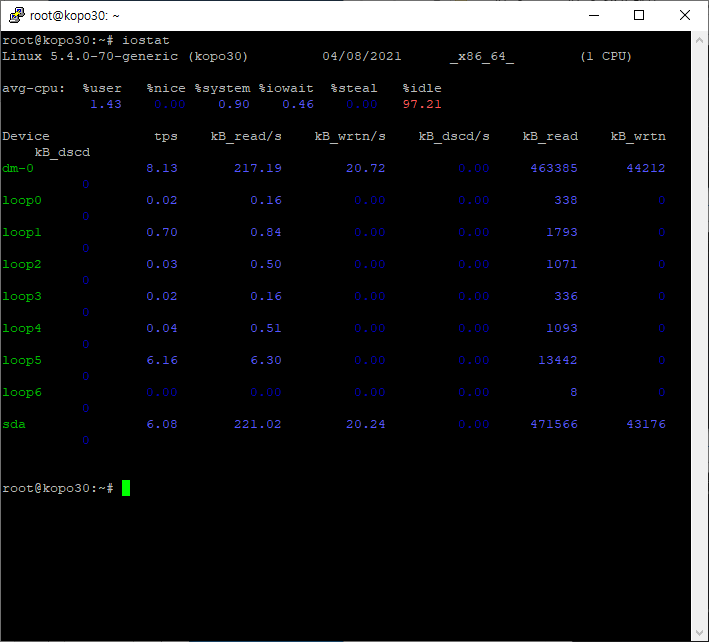 root@kopo30: ~
root@kopo30:~# iostat
Linux 5.4.0-70-generic (kopo30) 04/08/2021 _x86_64_ (1 CPU)
avg-cpu: %user %nice %system %iowait %steal %idle
1.43 0.00 0.90 0.46 0.00 97.21
Device tps kB_read/s kB_wrtn/s kB_dscd/s kB_read kB_wrtn
kB_dscd
dm-0 8.13 217.19 20.72 0.00 463385 44212
0
loop0 0.02 0.16 0.00 0.00 338 0
0
loop1 0.70 0.84 0.00 0.00 1793 0
0
loop2 0.03 0.50 0.00 0.00 1071 0
0
loop3 0.02 0.16 0.00 0.00 336 0
0
loop4 0.04 0.51 0.00 0.00 1093 0
0
loop5 6.16 6.30 0.00 0.00 13442 0
0
loop6 0.00 0.00 0.00 0.00 8 0
0
sda 6.08 221.02 20.24 0.00 471566 43176
0
root@kopo30:~#